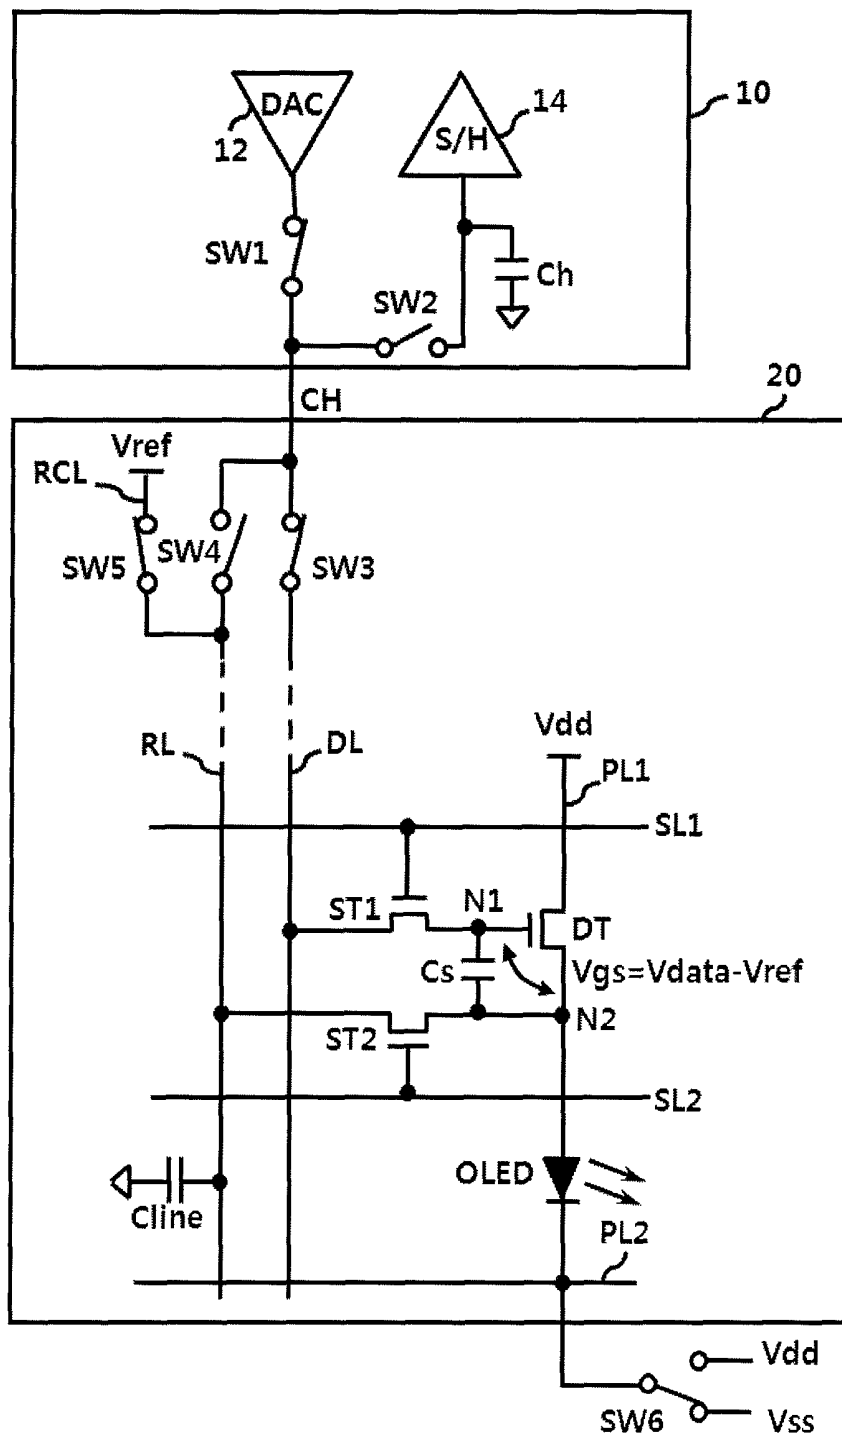 DAC
12
S/H
14
10
SW1
SW2
Ch
CH
20
Vref
RCL
SW5
SW4
SW3
RL
DL
Vdd
PL1
SL1
ST1
N1
DT
Cs
Vgs=Vdata-Vref
N2
ST2
SL2
OLED
Cline
PL2
Vdd
SW6
Vss